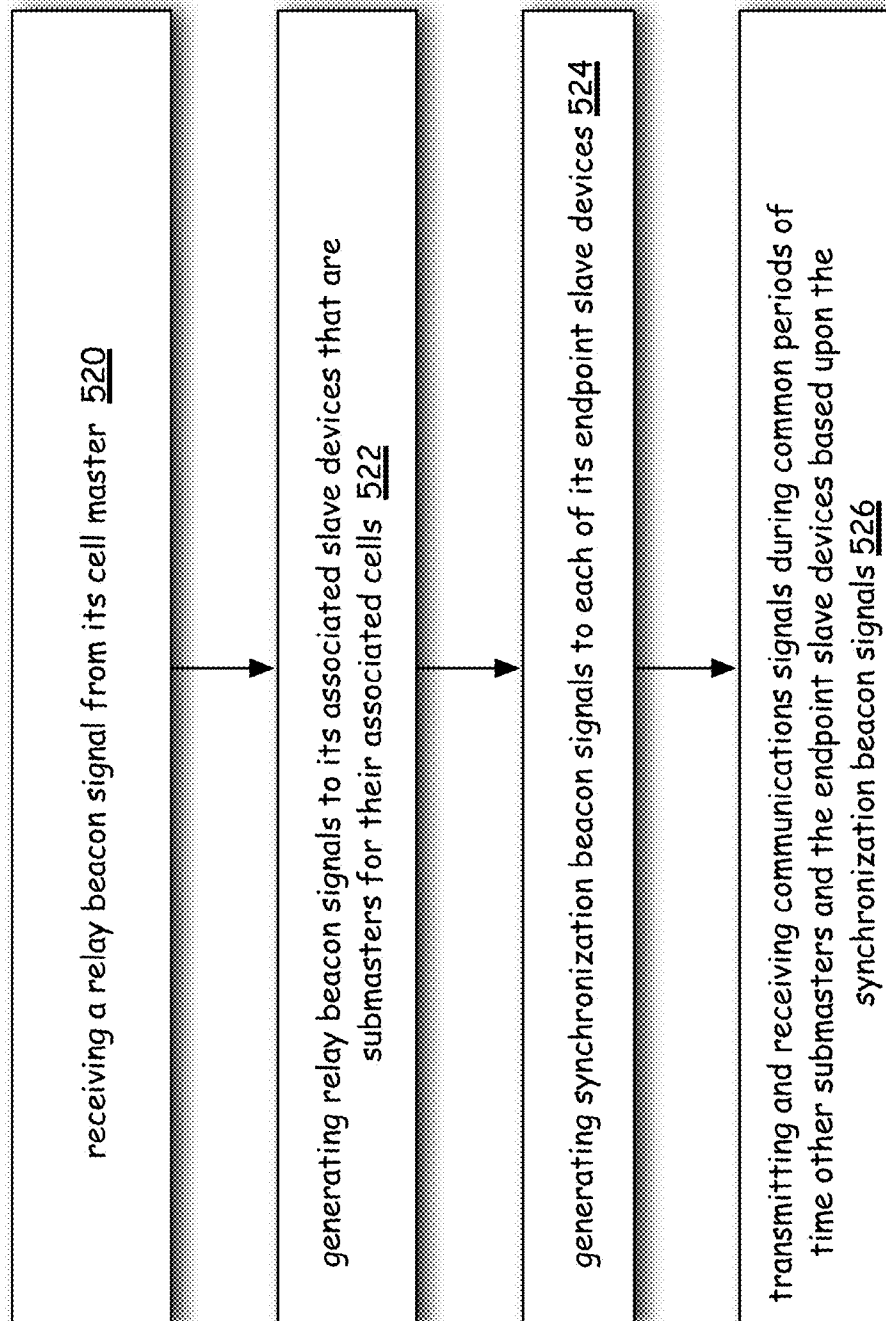 receiving a relay beacon signal from its cell master 520
generating relay beacon signals to its associated slave devices that are
submasters for their associated cells 522
generating synchronization beacon signals to each of its endpoint slave devices 524
transmitting and receiving communications signals during common periods of
time other submasters and the endpoint slave devices based upon the
synchronization beacon signals 526